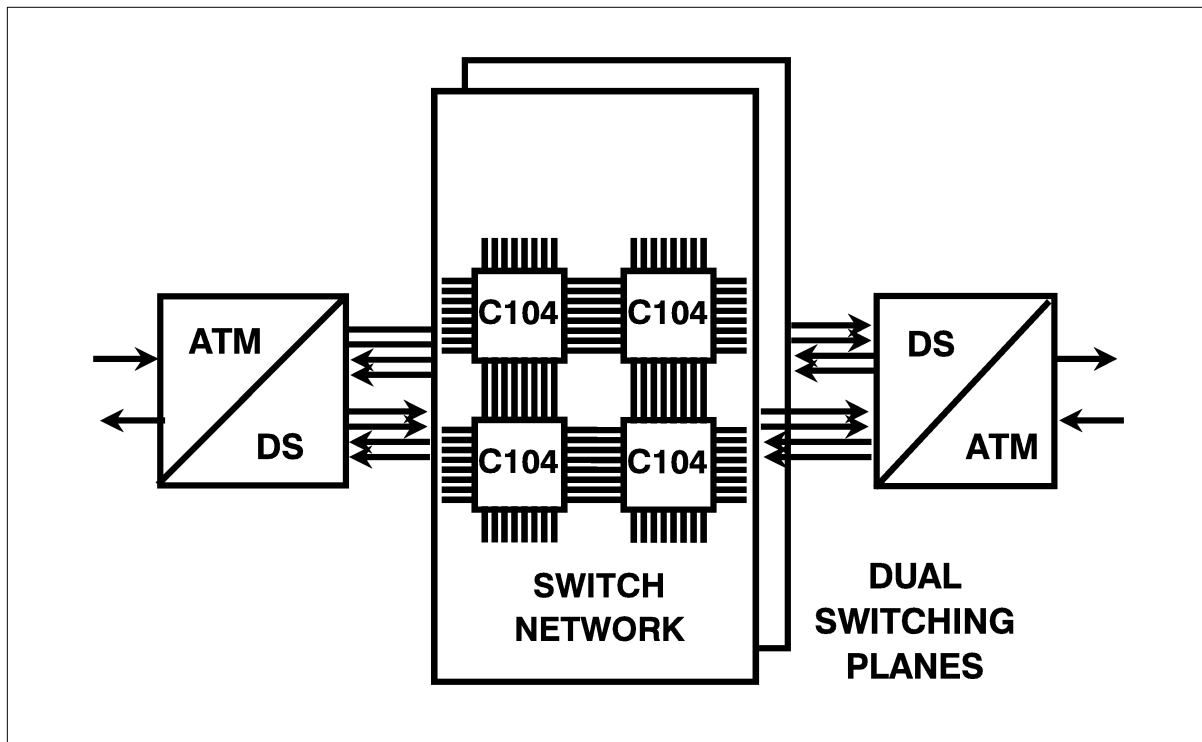 ATM
DS
C104
C104
C104
C104
SWITCH
NETWORK
DS
ATM
DUAL
SWITCHING
PLANES